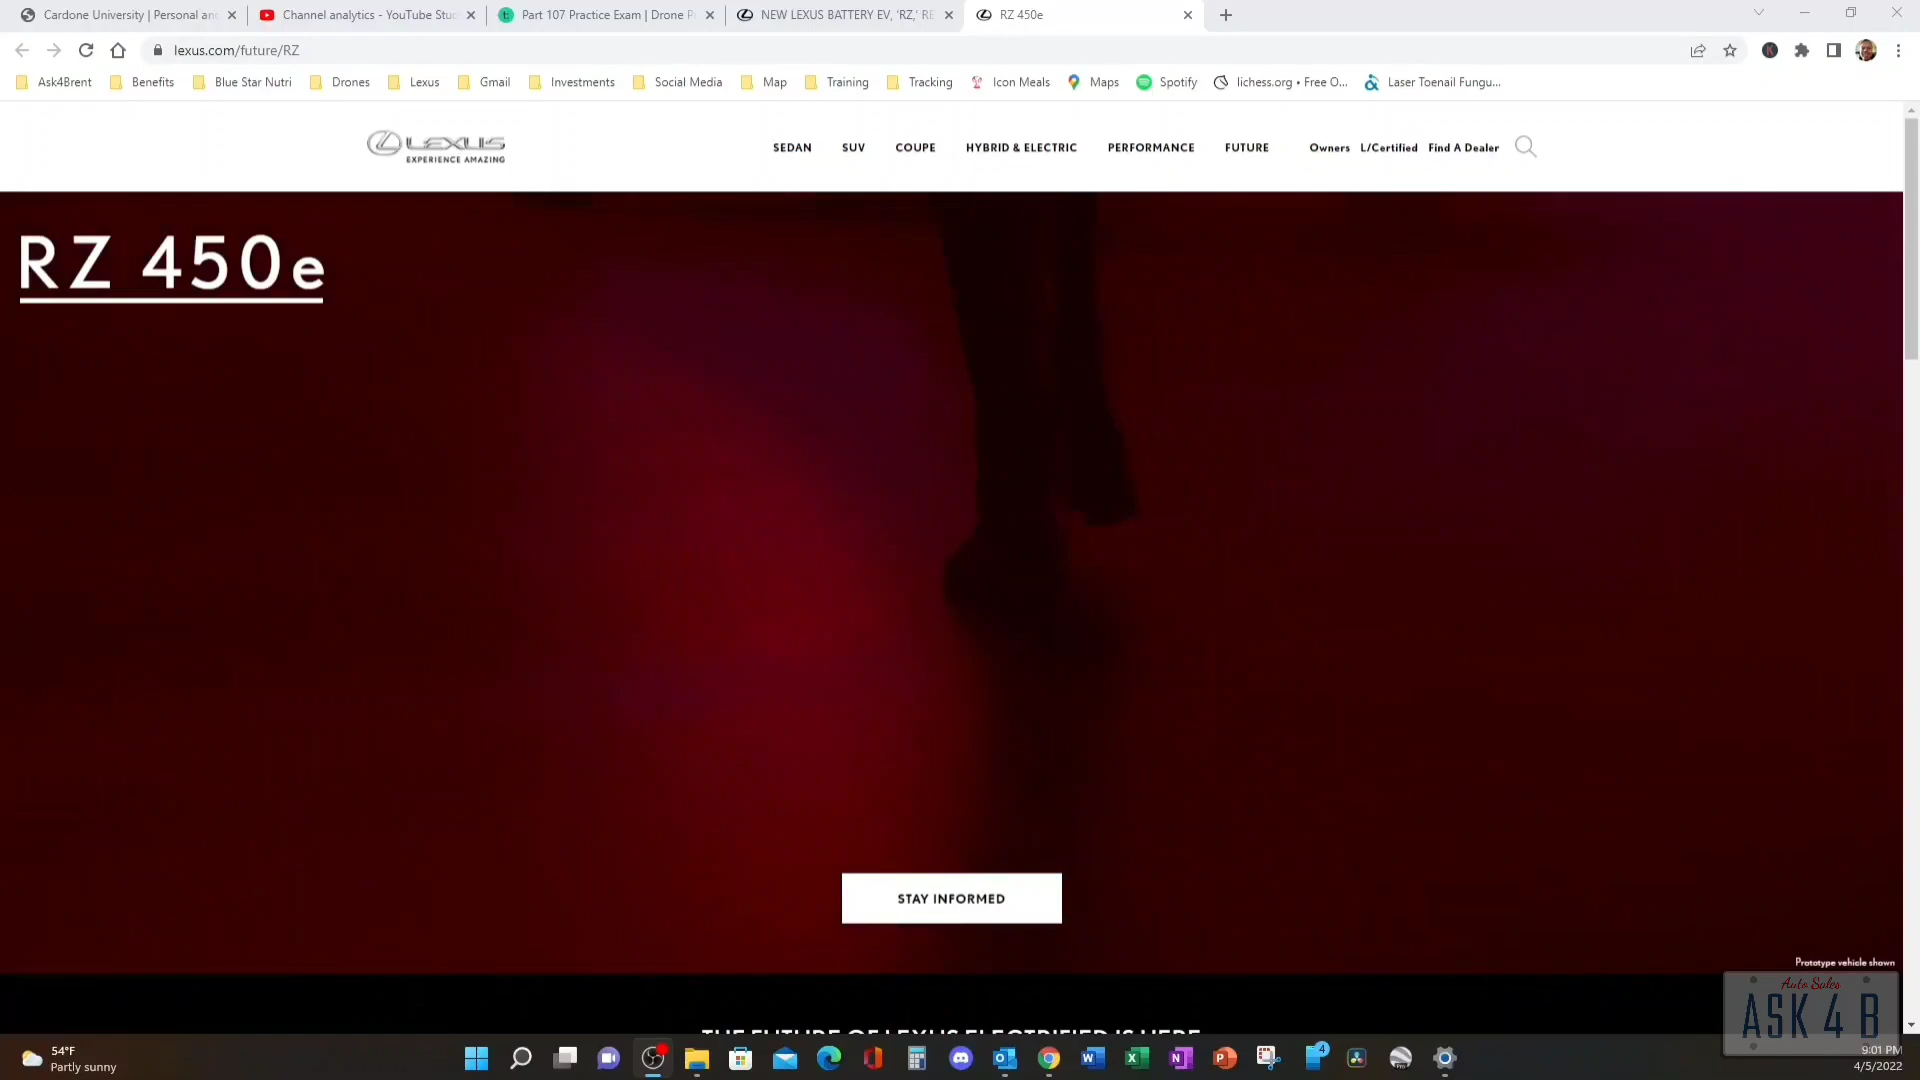 Cardone University | Personal an
Channel analytics - YouTube Stu
Part 107 Practice Exam | Drone P
NEW LEXUS BATTERY EV, 'RZ,' RE
RZ 450e
lexus.com/future/RZ
Ask4Brent
Benefits
Blue Star Nutri
Drones
Lexus
Gmail
Investments
Social Media
Map
Training
Tracking
Icon Meals
Maps
Spotify
lichess.org • Free O...
Laser Toenail Fungu...
LEXUS
EXPERIENCE AMAZING
SEDAN
SUV
COUPE
HYBRID & ELECTRIC
PERFORMANCE
FUTURE
Owners
L/Certified
Find A Dealer
RZ 450e
STAY INFORMED
Prototype vehicle shown
THE FUTURE OF LEXUS ELECTRIFIED IS HERE
Auto Sales
ASK 4 B
54°F
Partly sunny
4
9:01 PM
4/5/2022